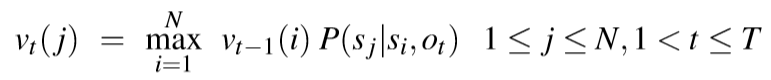 v_t(j) = max_{i=1}^{N} v_{t−1}(i) P(s_j|s_i, o_t) 1 ≤ j ≤ N, 1 < t ≤ T